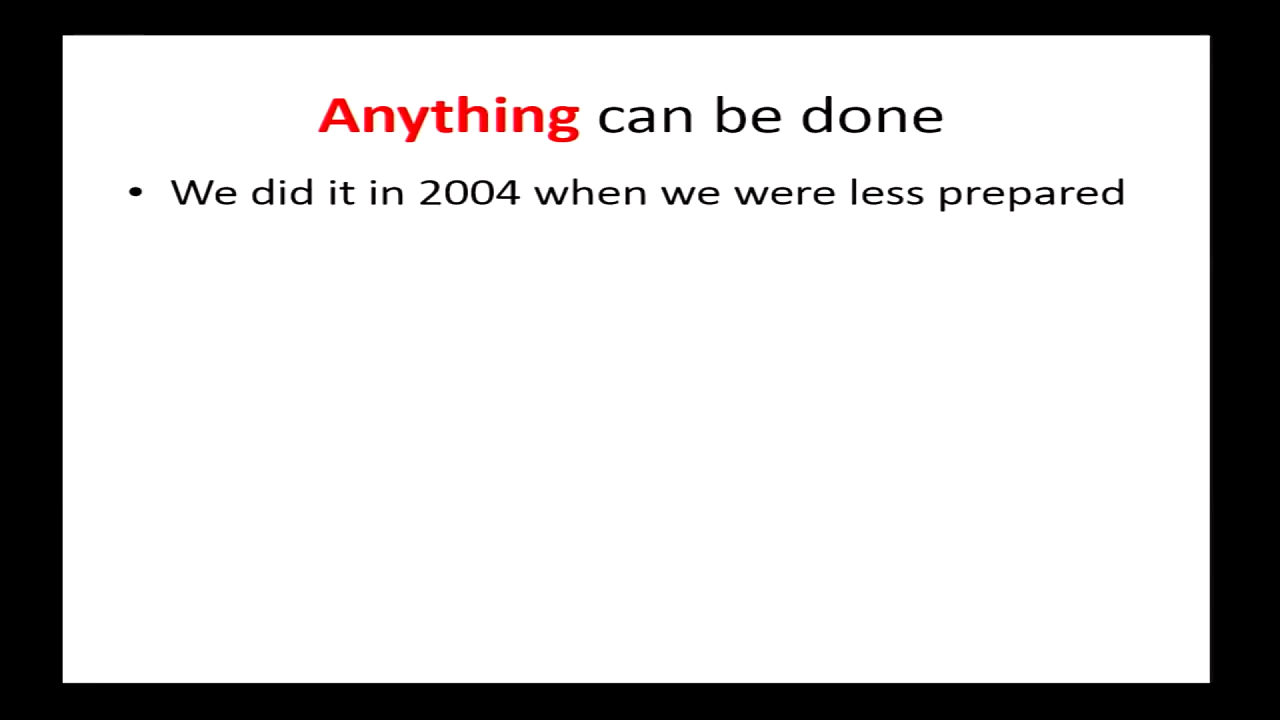 Anything can be done
• We did it in 2004 when we were less prepared